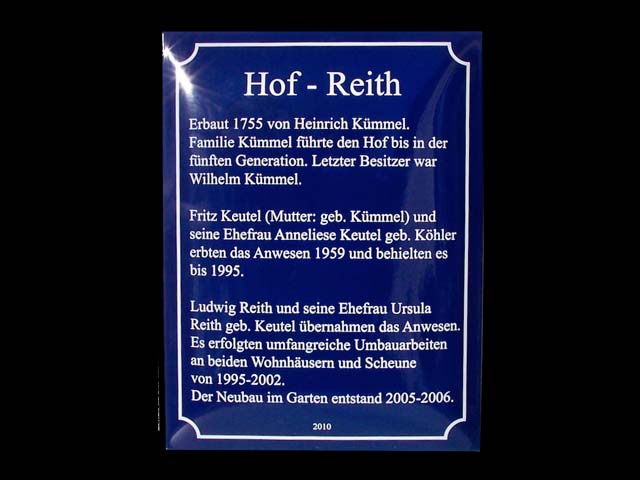 Hof - Reith
Erbaut 1755 von Heinrich Kümmel.
Familie Kümmel führte den Hof bis in der
fünften Generation. Letzter Besitzer war
Wilhelm Kümmel.
Fritz Keutel (Mutter: geb. Kümmel) und
seine Ehefrau Anneliese Keutel geb. Köhler
erbten das Anwesen 1959 und behielten es
bis 1995.
Ludwig Reith und seine Ehefrau Ursula
Reith geb. Keutel übernahmen das Anwesen.
Es erfolgten umfangreiche Umbauarbeiten
an beiden Wohnhäusern und Scheune
von 1995-2002.
Der Neubau im Garten entstand 2005-2006.
2010